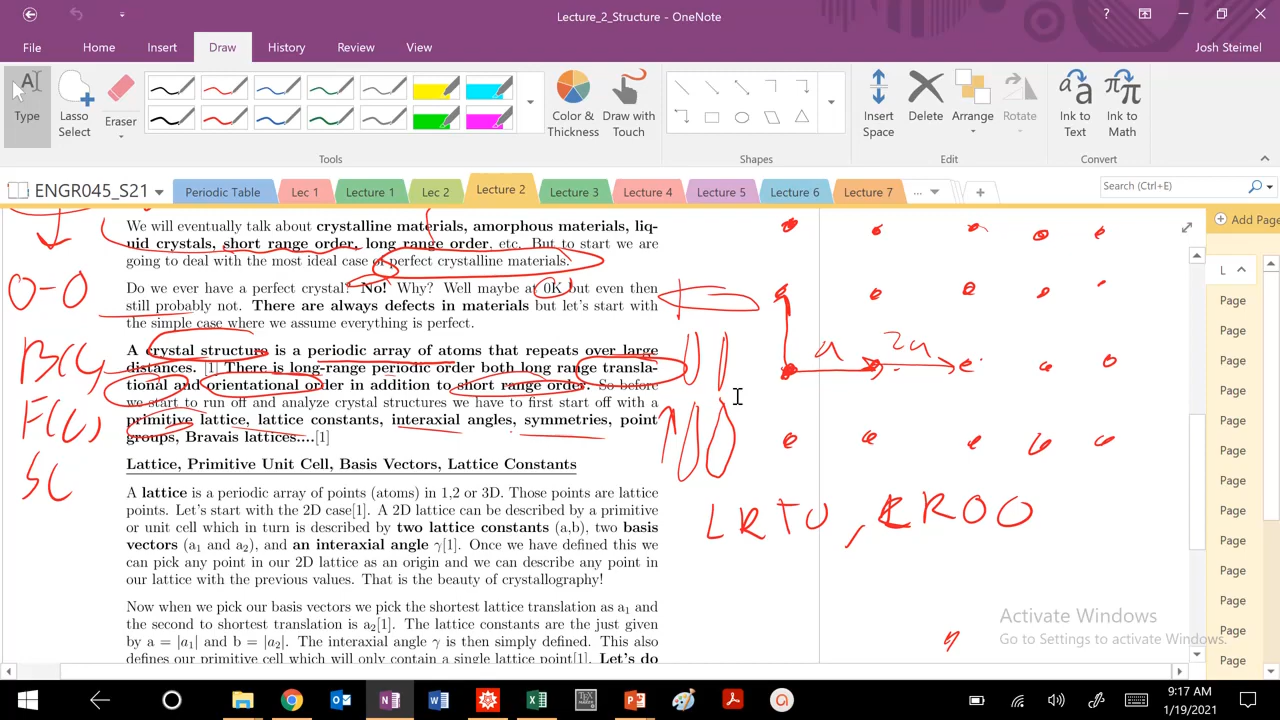 Lecture_2_Structure - OneNote
File Home Insert Draw History Review View Josh Steimel
Type Lasso Select Eraser Color & Thickness Draw with Touch Insert Space Delete Arrange Rotate Ink to Text Ink to Math
Tools Shapes Edit Convert
ENGR045_S21 Periodic Table Lec 1 Lecture 1 Lec 2 Lecture 2 Lecture 3 Lecture 4 Lecture 5 Lecture 6 Lecture 7 ... Search (Ctrl+E)
Add Page
We will eventually talk about crystalline materials, amorphous materials, liq-
uid crystals, short range order, long range order, etc. But to start we are
going to deal with the most ideal case of perfect crystalline materials.
Do we ever have a perfect crystal? No! Why? Well maybe at 0K but even then
still probably not. There are always defects in materials but let's start with
the simple case where we assume everything is perfect.
A crystal structure is a periodic array of atoms that repeats over large
distances. [1] There is long-range periodic order both long range transla-
tional and orientational order in addition to short range order. So before
we start to run off and analyze crystal structures we have to first start off with a
primitive lattice, lattice constants, interaxial angles, symmetries, point
groups, Bravais lattices....[1]
Lattice, Primitive Unit Cell, Basis Vectors, Lattice Constants
A lattice is a periodic array of points (atoms) in 1,2 or 3D. Those points are lattice
points. Let's start with the 2D case[1]. A 2D lattice can be described by a primitive
or unit cell which in turn is described by two lattice constants (a,b), two basis
vectors (a1 and a2), and an interaxial angle γ[1]. Once we have defined this we
can pick any point in our 2D lattice as an origin and we can describe any point in
our lattice with the previous values. That is the beauty of crystallography!
Now when we pick our basis vectors we pick the shortest lattice translation as a1 and
the second to shortest translation is a2[1]. The lattice constants are the just given
by a = |a1| and b = |a2|. The interaxial angle γ is then simply defined. This also
defines our primitive cell which will only contain a single lattice point[1]. Let's do
O-O
BCC
FCC
SC
a 2a
LRTO, LROO
L
Page
Page
Page
Page
Page
Page
Page
Page
Page
Page
Page
Page
Activate Windows
Go to Settings to activate Windows.
9:17 AM
1/19/2021